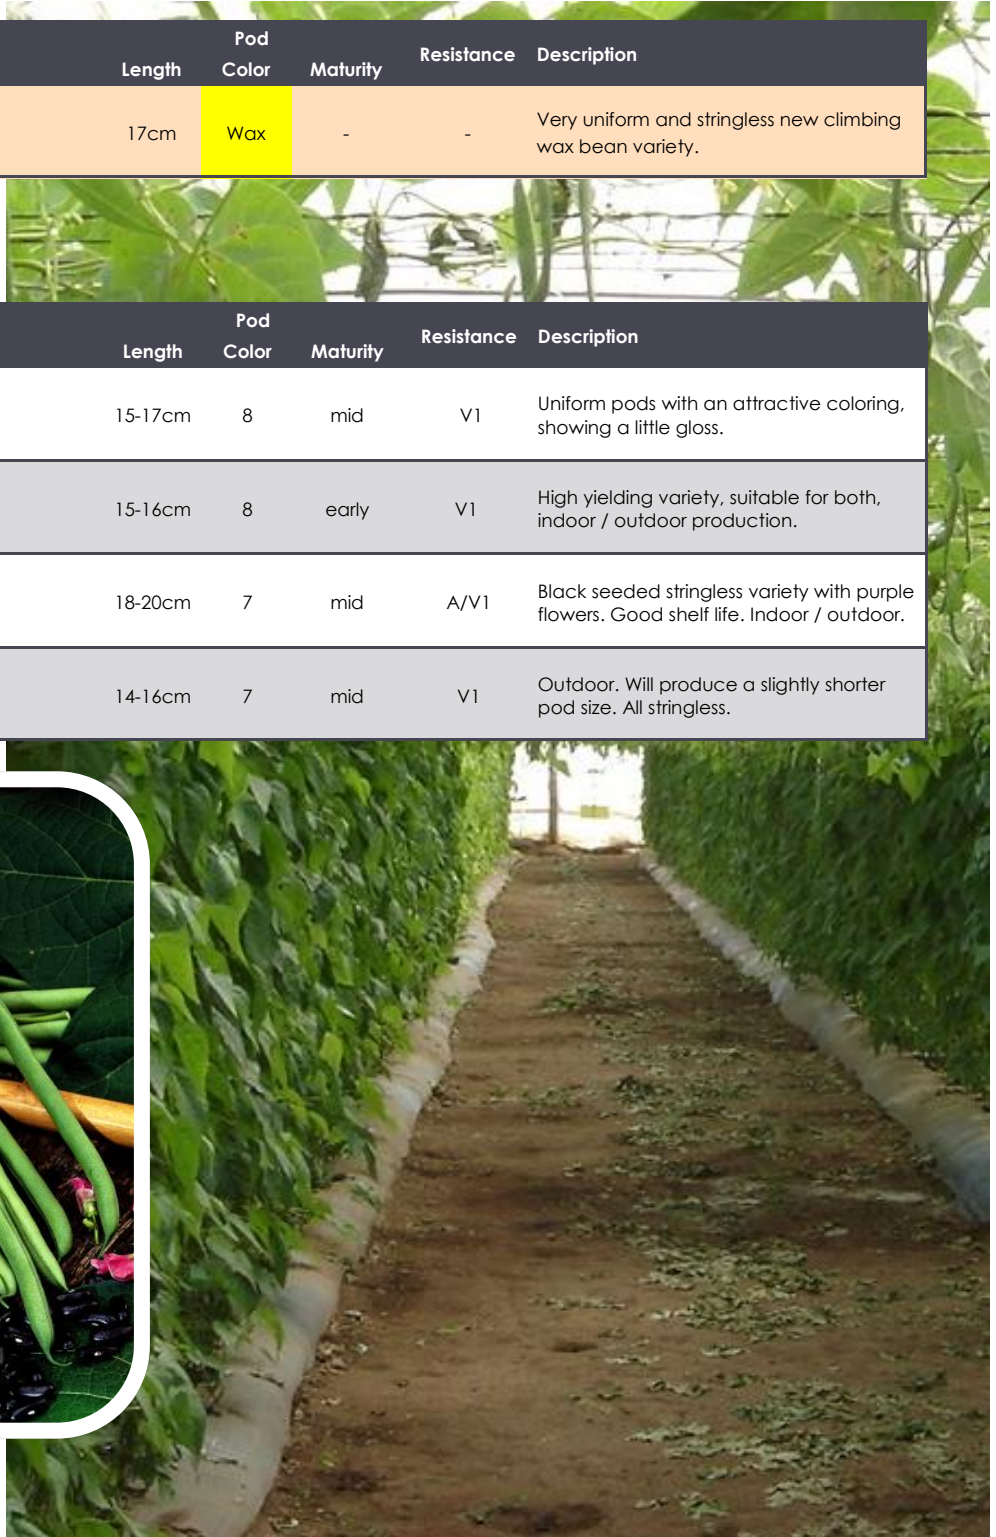 Length Pod Color Maturity Resistance Description
17cm Wax - - Very uniform and stringless new climbing
wax bean variety.
Length Pod Color Maturity Resistance Description
15-17cm 8 mid V1 Uniform pods with an attractive coloring,
showing a little gloss.
15-16cm 8 early V1 High yielding variety, suitable for both,
indoor / outdoor production.
18-20cm 7 mid A/V1 Black seeded stringless variety with purple
flowers. Good shelf life. Indoor / outdoor.
14-16cm 7 mid V1 Outdoor. Will produce a slightly shorter
pod size. All stringless.